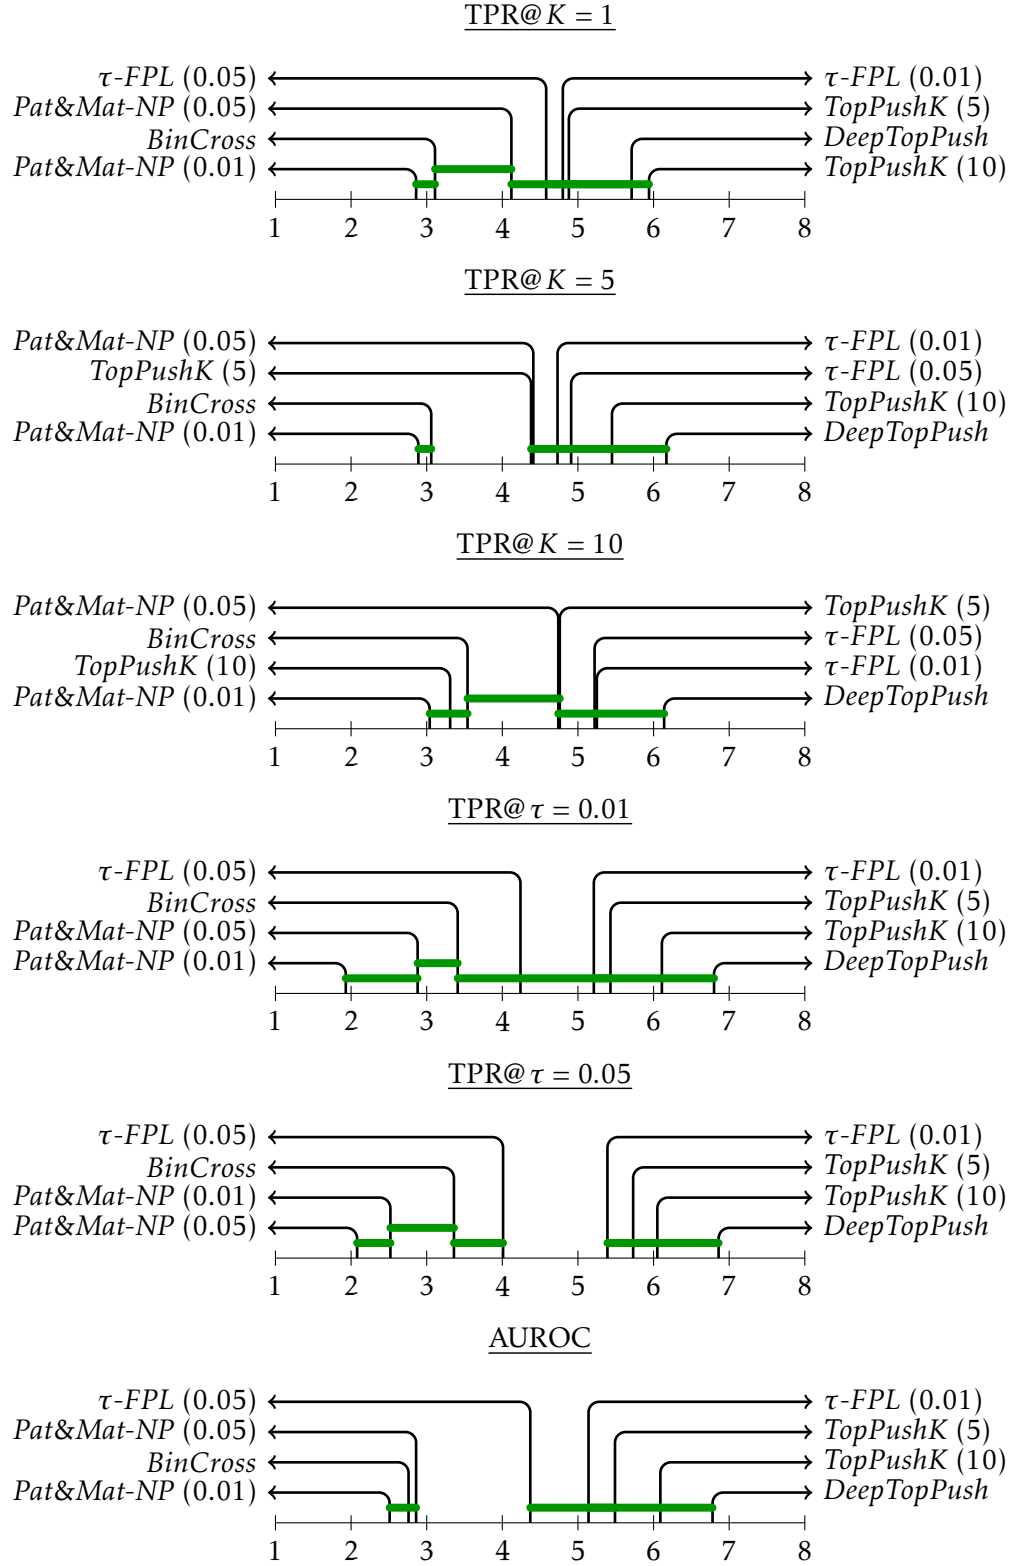 TPR@K = 1
τ-FPL (0.05) τ-FPL (0.01)
Pat&Mat-NP (0.05) TopPushK (5)
BinCross DeepTopPush
Pat&Mat-NP (0.01) TopPushK (10)
1 2 3 4 5 6 7 8
TPR@K = 5
Pat&Mat-NP (0.05) τ-FPL (0.01)
TopPushK (5) τ-FPL (0.05)
BinCross TopPushK (10)
Pat&Mat-NP (0.01) DeepTopPush
1 2 3 4 5 6 7 8
TPR@K = 10
Pat&Mat-NP (0.05) TopPushK (5)
BinCross τ-FPL (0.05)
TopPushK (10) τ-FPL (0.01)
Pat&Mat-NP (0.01) DeepTopPush
1 2 3 4 5 6 7 8
TPR@τ = 0.01
τ-FPL (0.05) τ-FPL (0.01)
BinCross TopPushK (5)
Pat&Mat-NP (0.05) TopPushK (10)
Pat&Mat-NP (0.01) DeepTopPush
1 2 3 4 5 6 7 8
TPR@τ = 0.05
τ-FPL (0.05) τ-FPL (0.01)
BinCross TopPushK (5)
Pat&Mat-NP (0.01) TopPushK (10)
Pat&Mat-NP (0.05) DeepTopPush
1 2 3 4 5 6 7 8
AUROC
τ-FPL (0.05) τ-FPL (0.01)
Pat&Mat-NP (0.05) TopPushK (5)
BinCross TopPushK (10)
Pat&Mat-NP (0.01) DeepTopPush
1 2 3 4 5 6 7 8